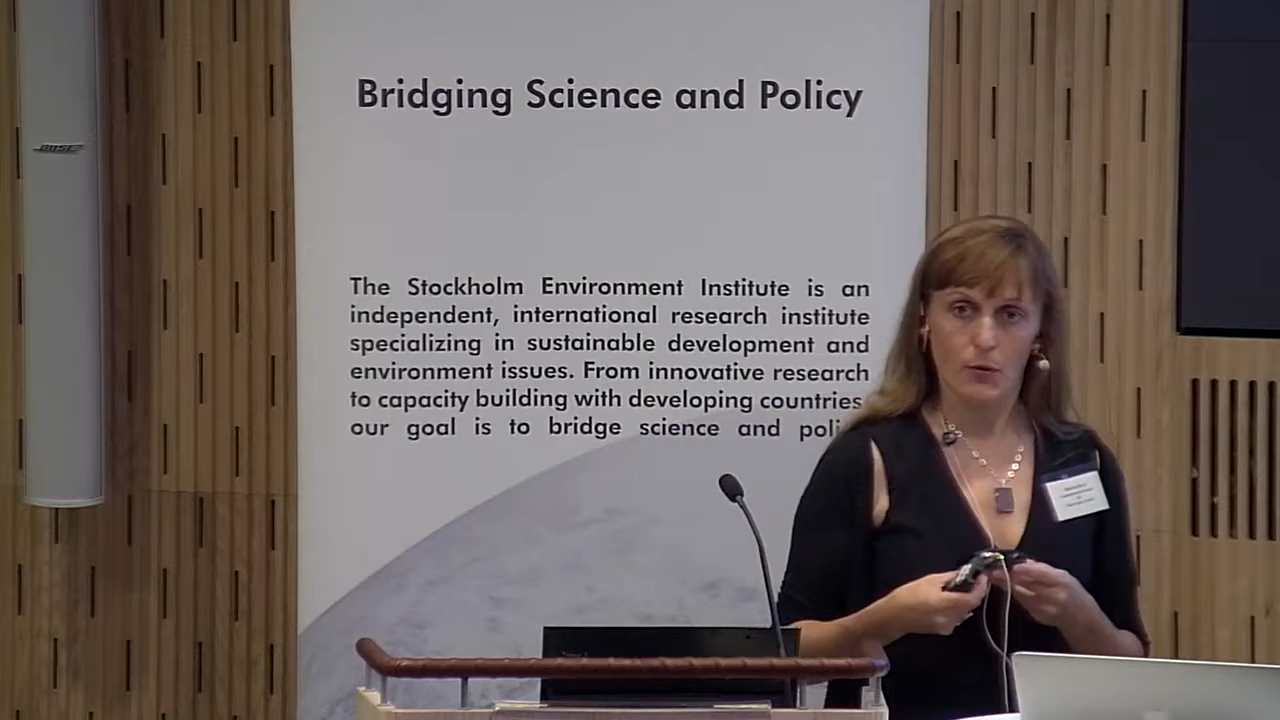 BOSE
Bridging Science and Policy
The Stockholm Environment Institute is an
independent, international research institute
specializing in sustainable development and
environment issues. From innovative research
to capacity building with developing countries
our goal is to bridge science and poli